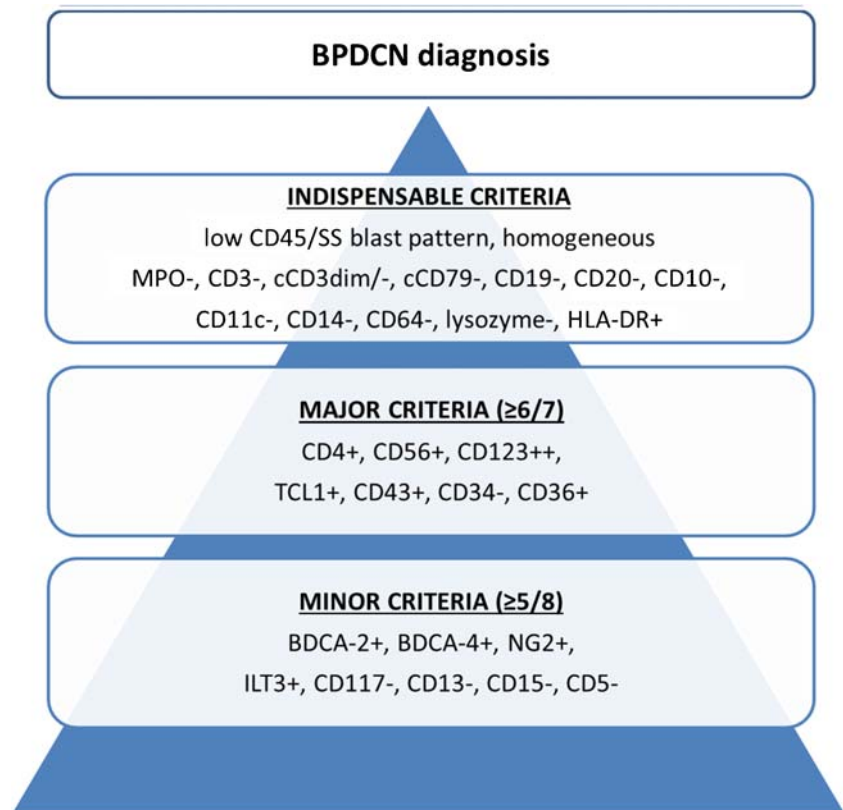 BPDCN diagnosis
INDISPENSABLE CRITERIA
low CD45/SS blast pattern, homogeneous
MPO-, CD3-, cCD3dim/-, cCD79-, CD19-, CD20-, CD10-,
CD11c-, CD14-, CD64-, lysozyme-, HLA-DR+
MAJOR CRITERIA (≥6/7)
CD4+, CD56+, CD123++,
TCL1+, CD43+, CD34-, CD36+
MINOR CRITERIA (≥5/8)
BDCA-2+, BDCA-4+, NG2+,
ILT3+, CD117-, CD13-, CD15-, CD5-